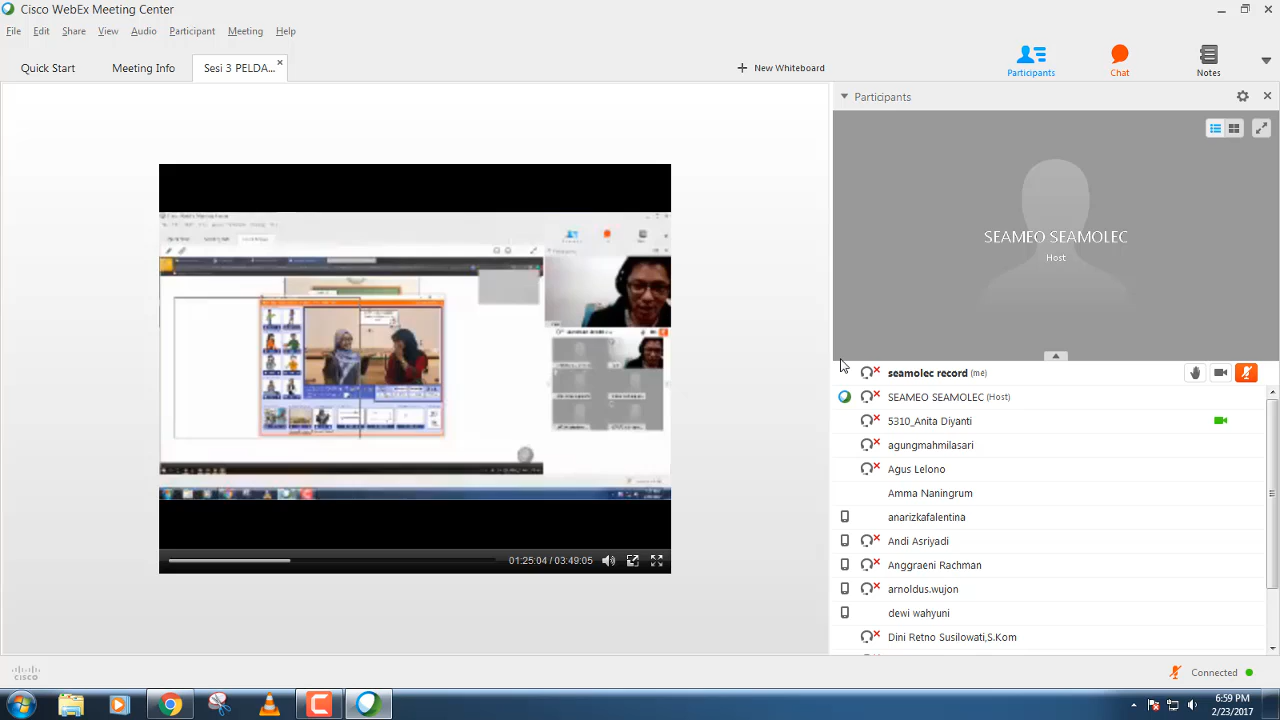 Cisco WebEx Meeting Center
File Edit Share View Audio Participant Meeting Help
Quick Start Meeting Info Sesi 3 PELDA...
New Whiteboard
Participants Chat Notes
Participants
SEAMEO SEAMOLEC
Host
seamolec record (me)
SEAMEO SEAMOLEC (Host)
5310_Anita Diyanti
agungmahmilasari
Agus Lelono
Amma Naningrum
anarizkafalentina
Andi Asriyadi
Anggraeni Rachman
arnoldus.wujon
dewi wahyuni
Dini Retno Susilowati,S.Kom
01:25:04 / 03:49:05
cisco
Connected
6:59 PM
2/23/2017